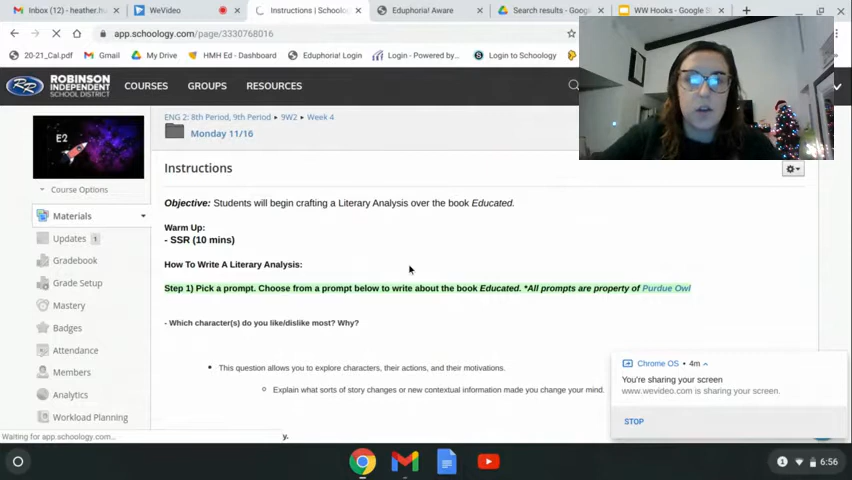 Inbox (12) - heather.h
WeVideo
Instructions | Schoolo
Eduphoria! Aware
Search results - Googl
WW Hooks - Google Sl
app.schoology.com/page/3330768016
20-21_Cal.pdf
Gmail
My Drive
HMH Ed - Dashboard
Eduphoria! Login
Login - Powered by...
Login to Schoology
RR
ROBINSON
INDEPENDENT
SCHOOL DISTRICT
COURSES
GROUPS
RESOURCES
E2
ENG 2: 8th Period, 9th Period ▸ 9W2 ▸ Week 4
Monday 11/16
Course Options
Materials
Updates 1
Gradebook
Grade Setup
Mastery
Badges
Attendance
Members
Analytics
Workload Planning
Instructions
Objective: Students will begin crafting a Literary Analysis over the book Educated.
Warm Up:
- SSR (10 mins)
How To Write A Literary Analysis:
Step 1) Pick a prompt. Choose from a prompt below to write about the book Educated. *All prompts are property of Purdue Owl
- Which character(s) do you like/dislike most? Why?
• This question allows you to explore characters, their actions, and their motivations.
○ Explain what sorts of story changes or new contextual information made you change your mind.
y.
Chrome OS • 4m
You're sharing your screen
www.wevideo.com is sharing your screen.
STOP
Waiting for app.schoology.com...
1
6:56